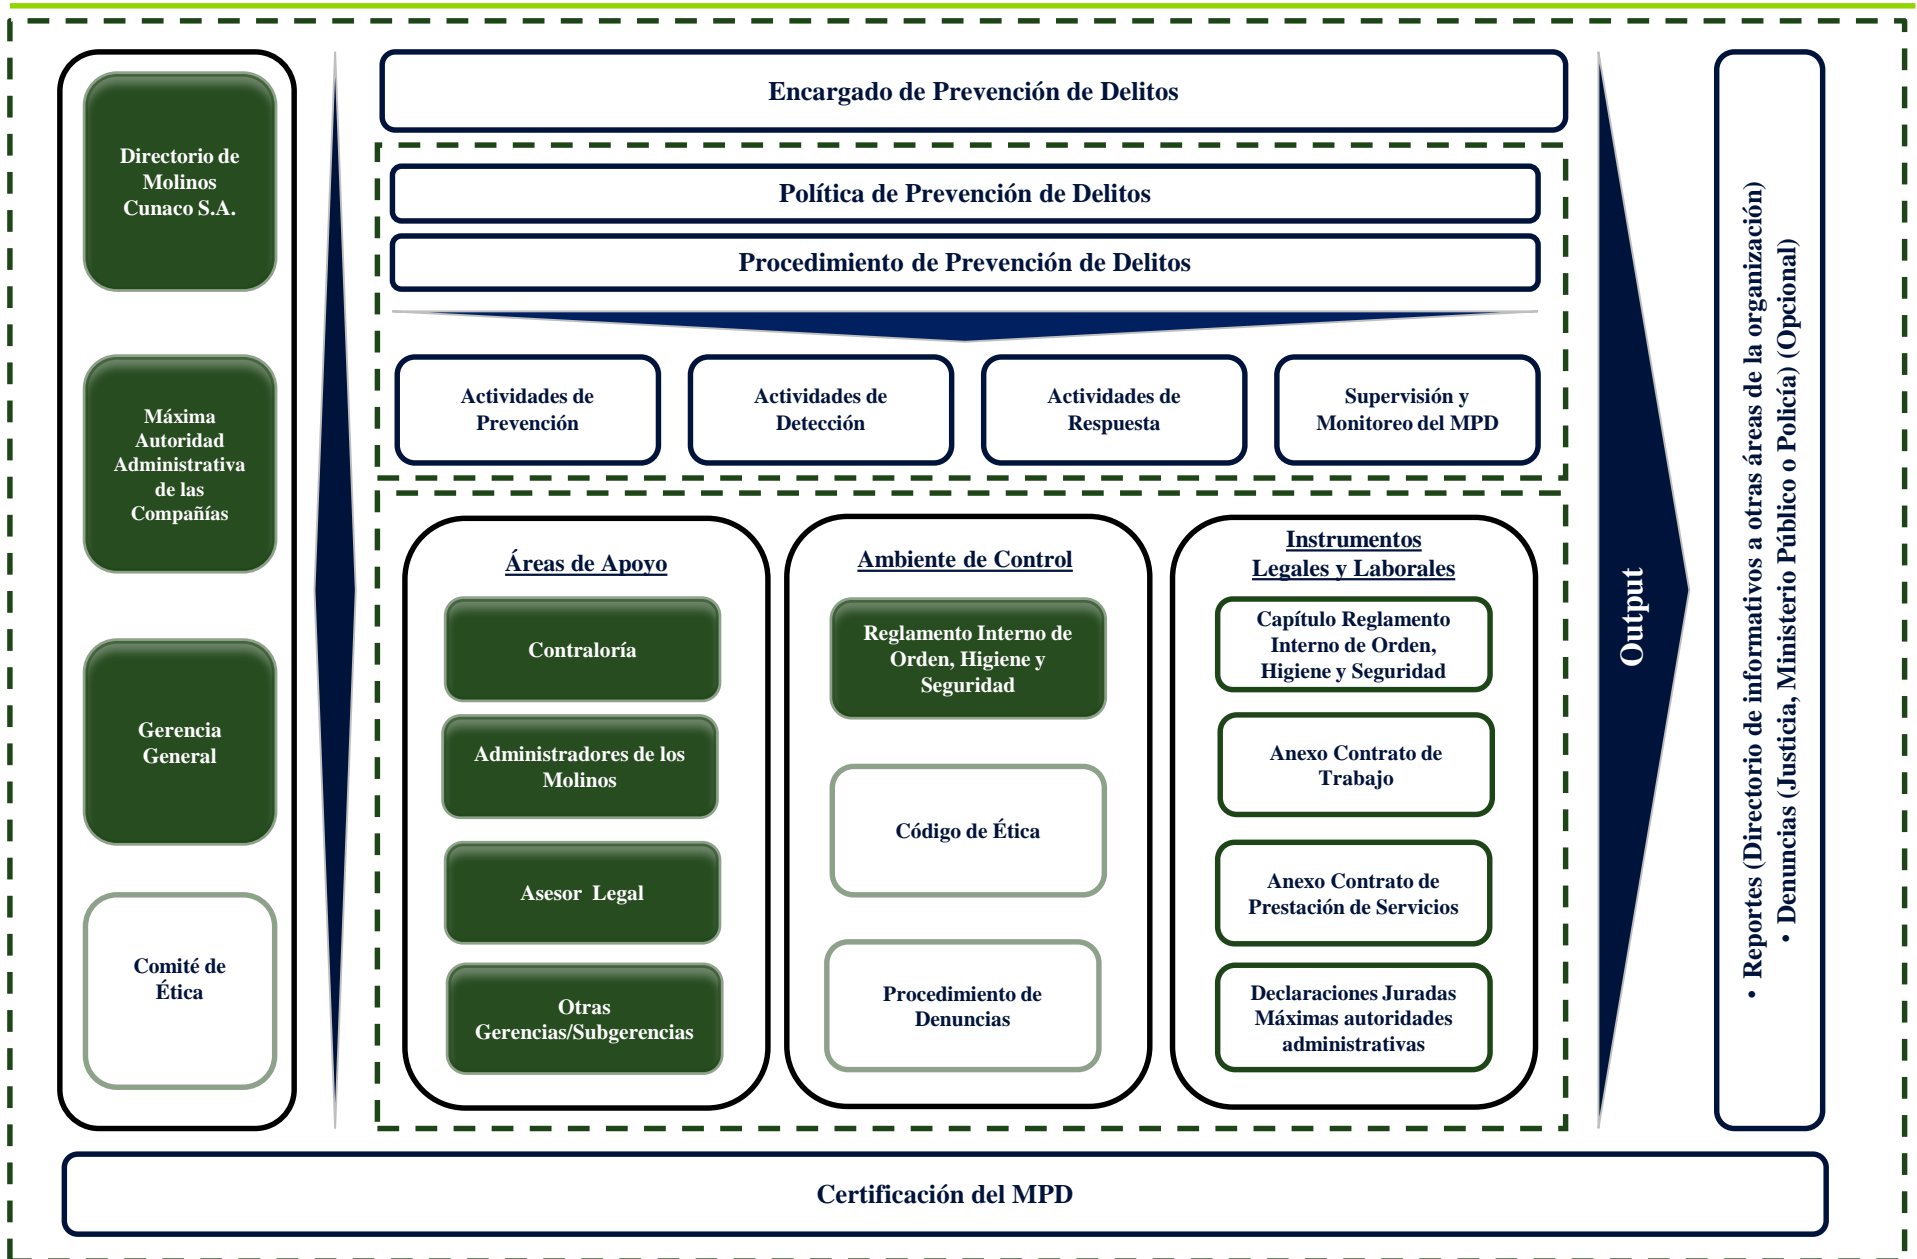 Directorio de
Molinos
Cunaco S.A.
Máxima
Autoridad
Administrativa
de las
Compañías
Gerencia
General
Comité de
Ética
Encargado de Prevención de Delitos
Política de Prevención de Delitos
Procedimiento de Prevención de Delitos
Actividades de
Prevención
Actividades de
Detección
Actividades de
Respuesta
Supervisión y
Monitoreo del MPD
Áreas de Apoyo
Contraloría
Administradores de los
Molinos
Asesor Legal
Otras
Gerencias/Subgerencias
Ambiente de Control
Reglamento Interno de
Orden, Higiene y
Seguridad
Código de Ética
Procedimiento de
Denuncias
Instrumentos
Legales y Laborales
Capítulo Reglamento
Interno de Orden,
Higiene y Seguridad
Anexo Contrato de
Trabajo
Anexo Contrato de
Prestación de Servicios
Declaraciones Juradas
Máximas autoridades
administrativas
Output
• Reportes (Directorio de informativos a otras áreas de la organización)
• Denuncias (Justicia, Ministerio Público o Policía) (Opcional)
Certificación del MPD